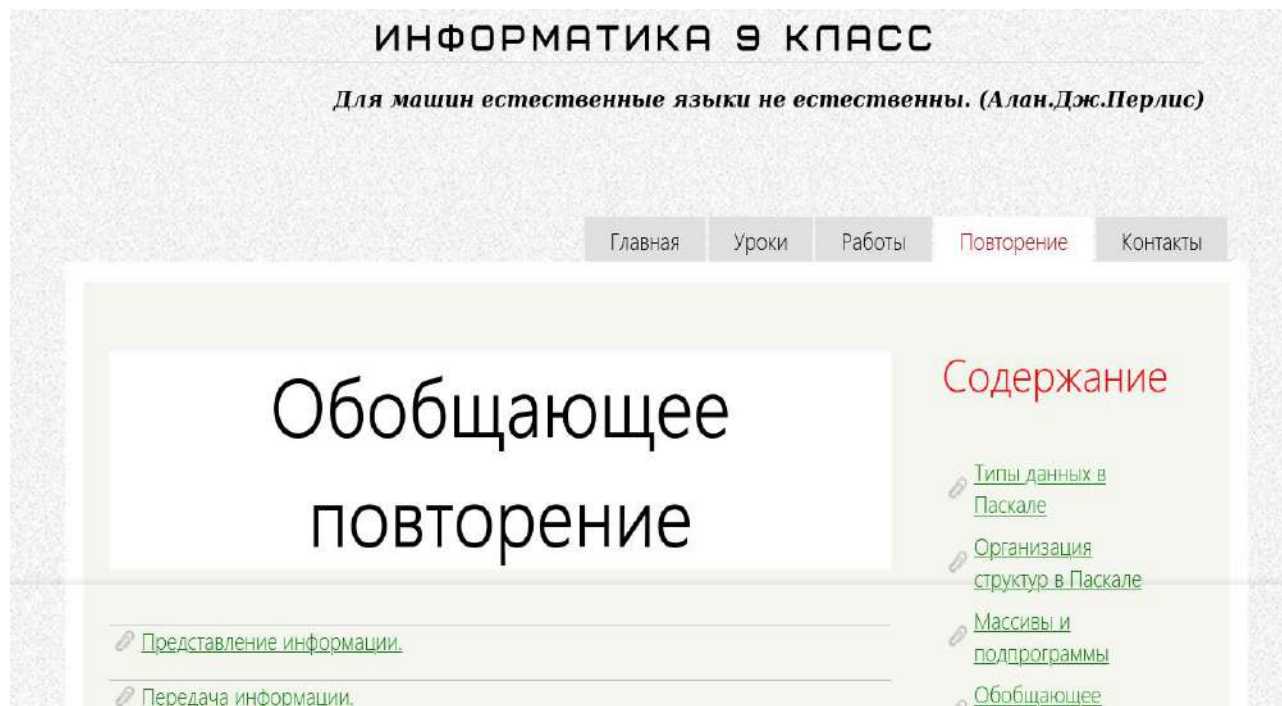 ИНФОРМАТИКА 9 КЛАСС
Для машин естественные языки не естественны. (Алан.Дж.Перлис)
Главная Уроки Работы Повторение Контакты
Обобщающее
повторение
Представление информации.
Передача информации.
Содержание
Типы данных в
Паскале
Организация
структур в Паскале
Массивы и
подпрограммы
Обобщающее